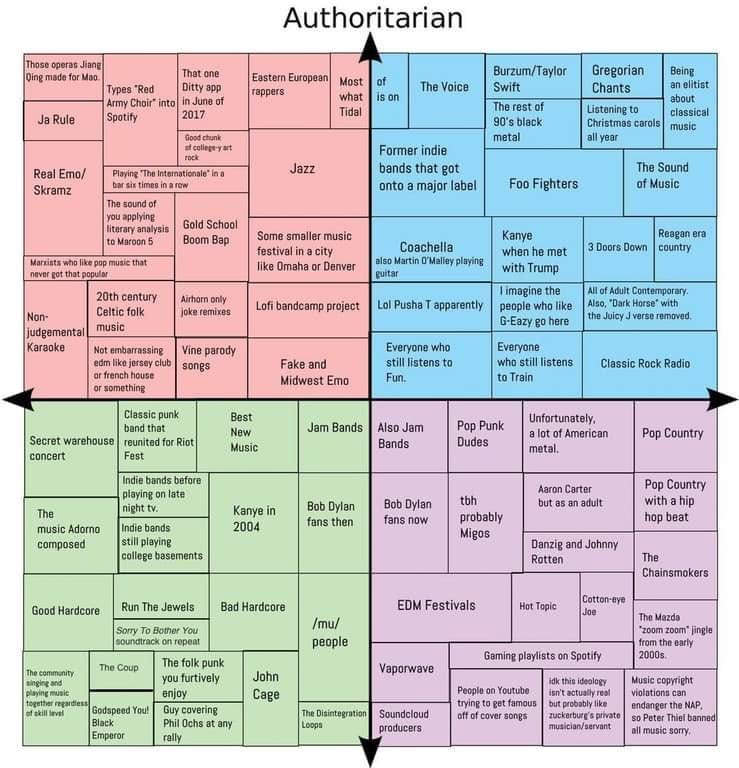 Authoritarian
Those operas Jiang
Qing made for Mao.
Ja Rule
Types "Red
Army Choir" into
Spotify
That one
Ditty app
in June of
2017
Good chunk
of college-y art
rock
Eastern European
rappers
Most
what
Tidal
Jazz
Real Emo/
Skramz
Playing "The Internationale" in a
bar six times in a row
The sound of
you applying
literary analysis
to Maroon 5
Gold School
Boom Bap
Some smaller music
festival in a city
like Omaha or Denver
Marxists who like pop music that
never got that popular
Non-
judgemental
Karaoke
20th century
Celtic folk
music
Airhorn only
joke remixes
Lofi bandcamp project
Not embarrassing
edm like jersey club
or french house
or something
Vine parody
songs
Fake and
Midwest Emo
of
is on
The Voice
Burzum/Taylor
Swift
Gregorian
Chants
Being
an elitist
about
classical
music
The rest of
90's black
metal
Listening to
Christmas carols
all year
Former indie
bands that got
onto a major label
Foo Fighters
The Sound
of Music
Coachella
also Martin O'Malley playing
guitar
Kanye
when he met
with Trump
3 Doors Down
Reagan era
country
Lol Pusha T apparently
I imagine the
people who like
G-Eazy go here
All of Adult Contemporary.
Also, "Dark Horse" with
the Juicy J verse removed.
Everyone who
still listens to
Fun.
Everyone
who still listens
to Train
Classic Rock Radio
Secret warehouse
concert
Classic punk
band that
reunited for Riot
Fest
Best
New
Music
Jam Bands
The
music Adorno
composed
Indie bands before
playing on late
night tv.
Indie bands
still playing
college basements
Kanye in
2004
Bob Dylan
fans then
Good Hardcore
Run The Jewels
Sorry To Bother You
soundtrack on repeat
Bad Hardcore
/mu/
people
The community
singing and
playing music
together regardless
of skill level
The Coup
Godspeed You!
Black
Emperor
The folk punk
you furtively
enjoy
Guy covering
Phil Ochs at any
rally
John
Cage
The Disintegration
Loops
Also Jam
Bands
Pop Punk
Dudes
Unfortunately,
a lot of American
metal.
Pop Country
Bob Dylan
fans now
tbh
probably
Migos
Aaron Carter
but as an adult
Pop Country
with a hip
hop beat
Danzig and Johnny
Rotten
The
Chainsmokers
EDM Festivals
Hot Topic
Cotton-eye
Joe
The Mazda
"zoom zoom" jingle
from the early
2000s.
Vaporwave
Gaming playlists on Spotify
Soundcloud
producers
People on Youtube
trying to get famous
off of cover songs
idk this ideology
isn't actually real
but probably like
zuckerburg's private
musician/servant
Music copyright
violations can
endanger the NAP,
so Peter Thiel banned
all music sorry.